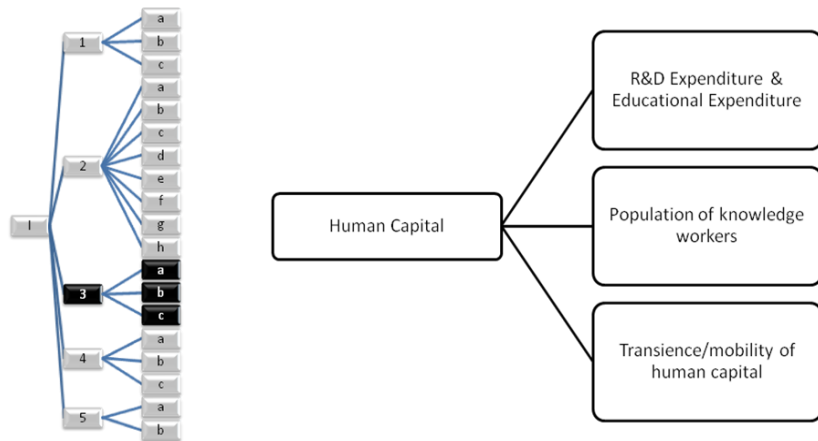 I
1
a
b
c
2
a
b
c
d
e
f
g
h
3
a
b
c
4
a
b
c
5
a
b
Human Capital
R&D Expenditure &
Educational Expenditure
Population of knowledge
workers
Transience/mobility of
human capital